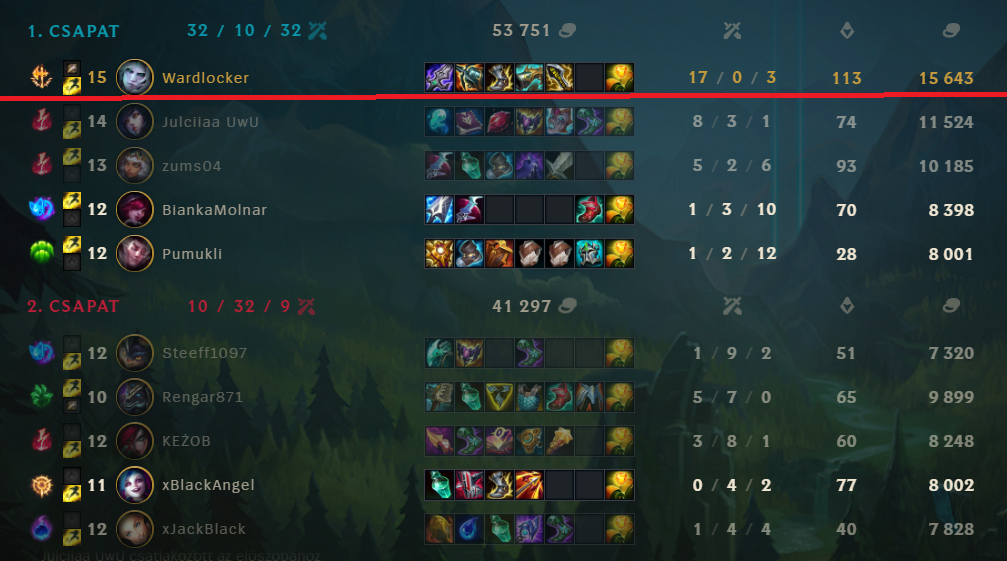 1. CSAPAT 32 / 10 / 32 53 751
15 Wardlocker 17 / 0 / 3 113 15 643
14 Julciiaa UwU 8 / 3 / 1 74 11 524
13 zums04 5 / 2 / 6 93 10 185
12 BiankaMolnar 1 / 3 / 10 70 8 398
12 Pumukli 1 / 2 / 12 28 8 001
2. CSAPAT 10 / 32 / 9 41 297
12 Steeff1097 1 / 9 / 2 51 7 320
10 Rengar871 5 / 7 / 0 65 9 899
12 KEŻOB 3 / 8 / 1 60 8 248
11 xBlackAngel 0 / 4 / 2 77 8 002
12 xJackBlack 1 / 4 / 4 40 7 828
Julciiaa UwU csatlakozott az előszobához